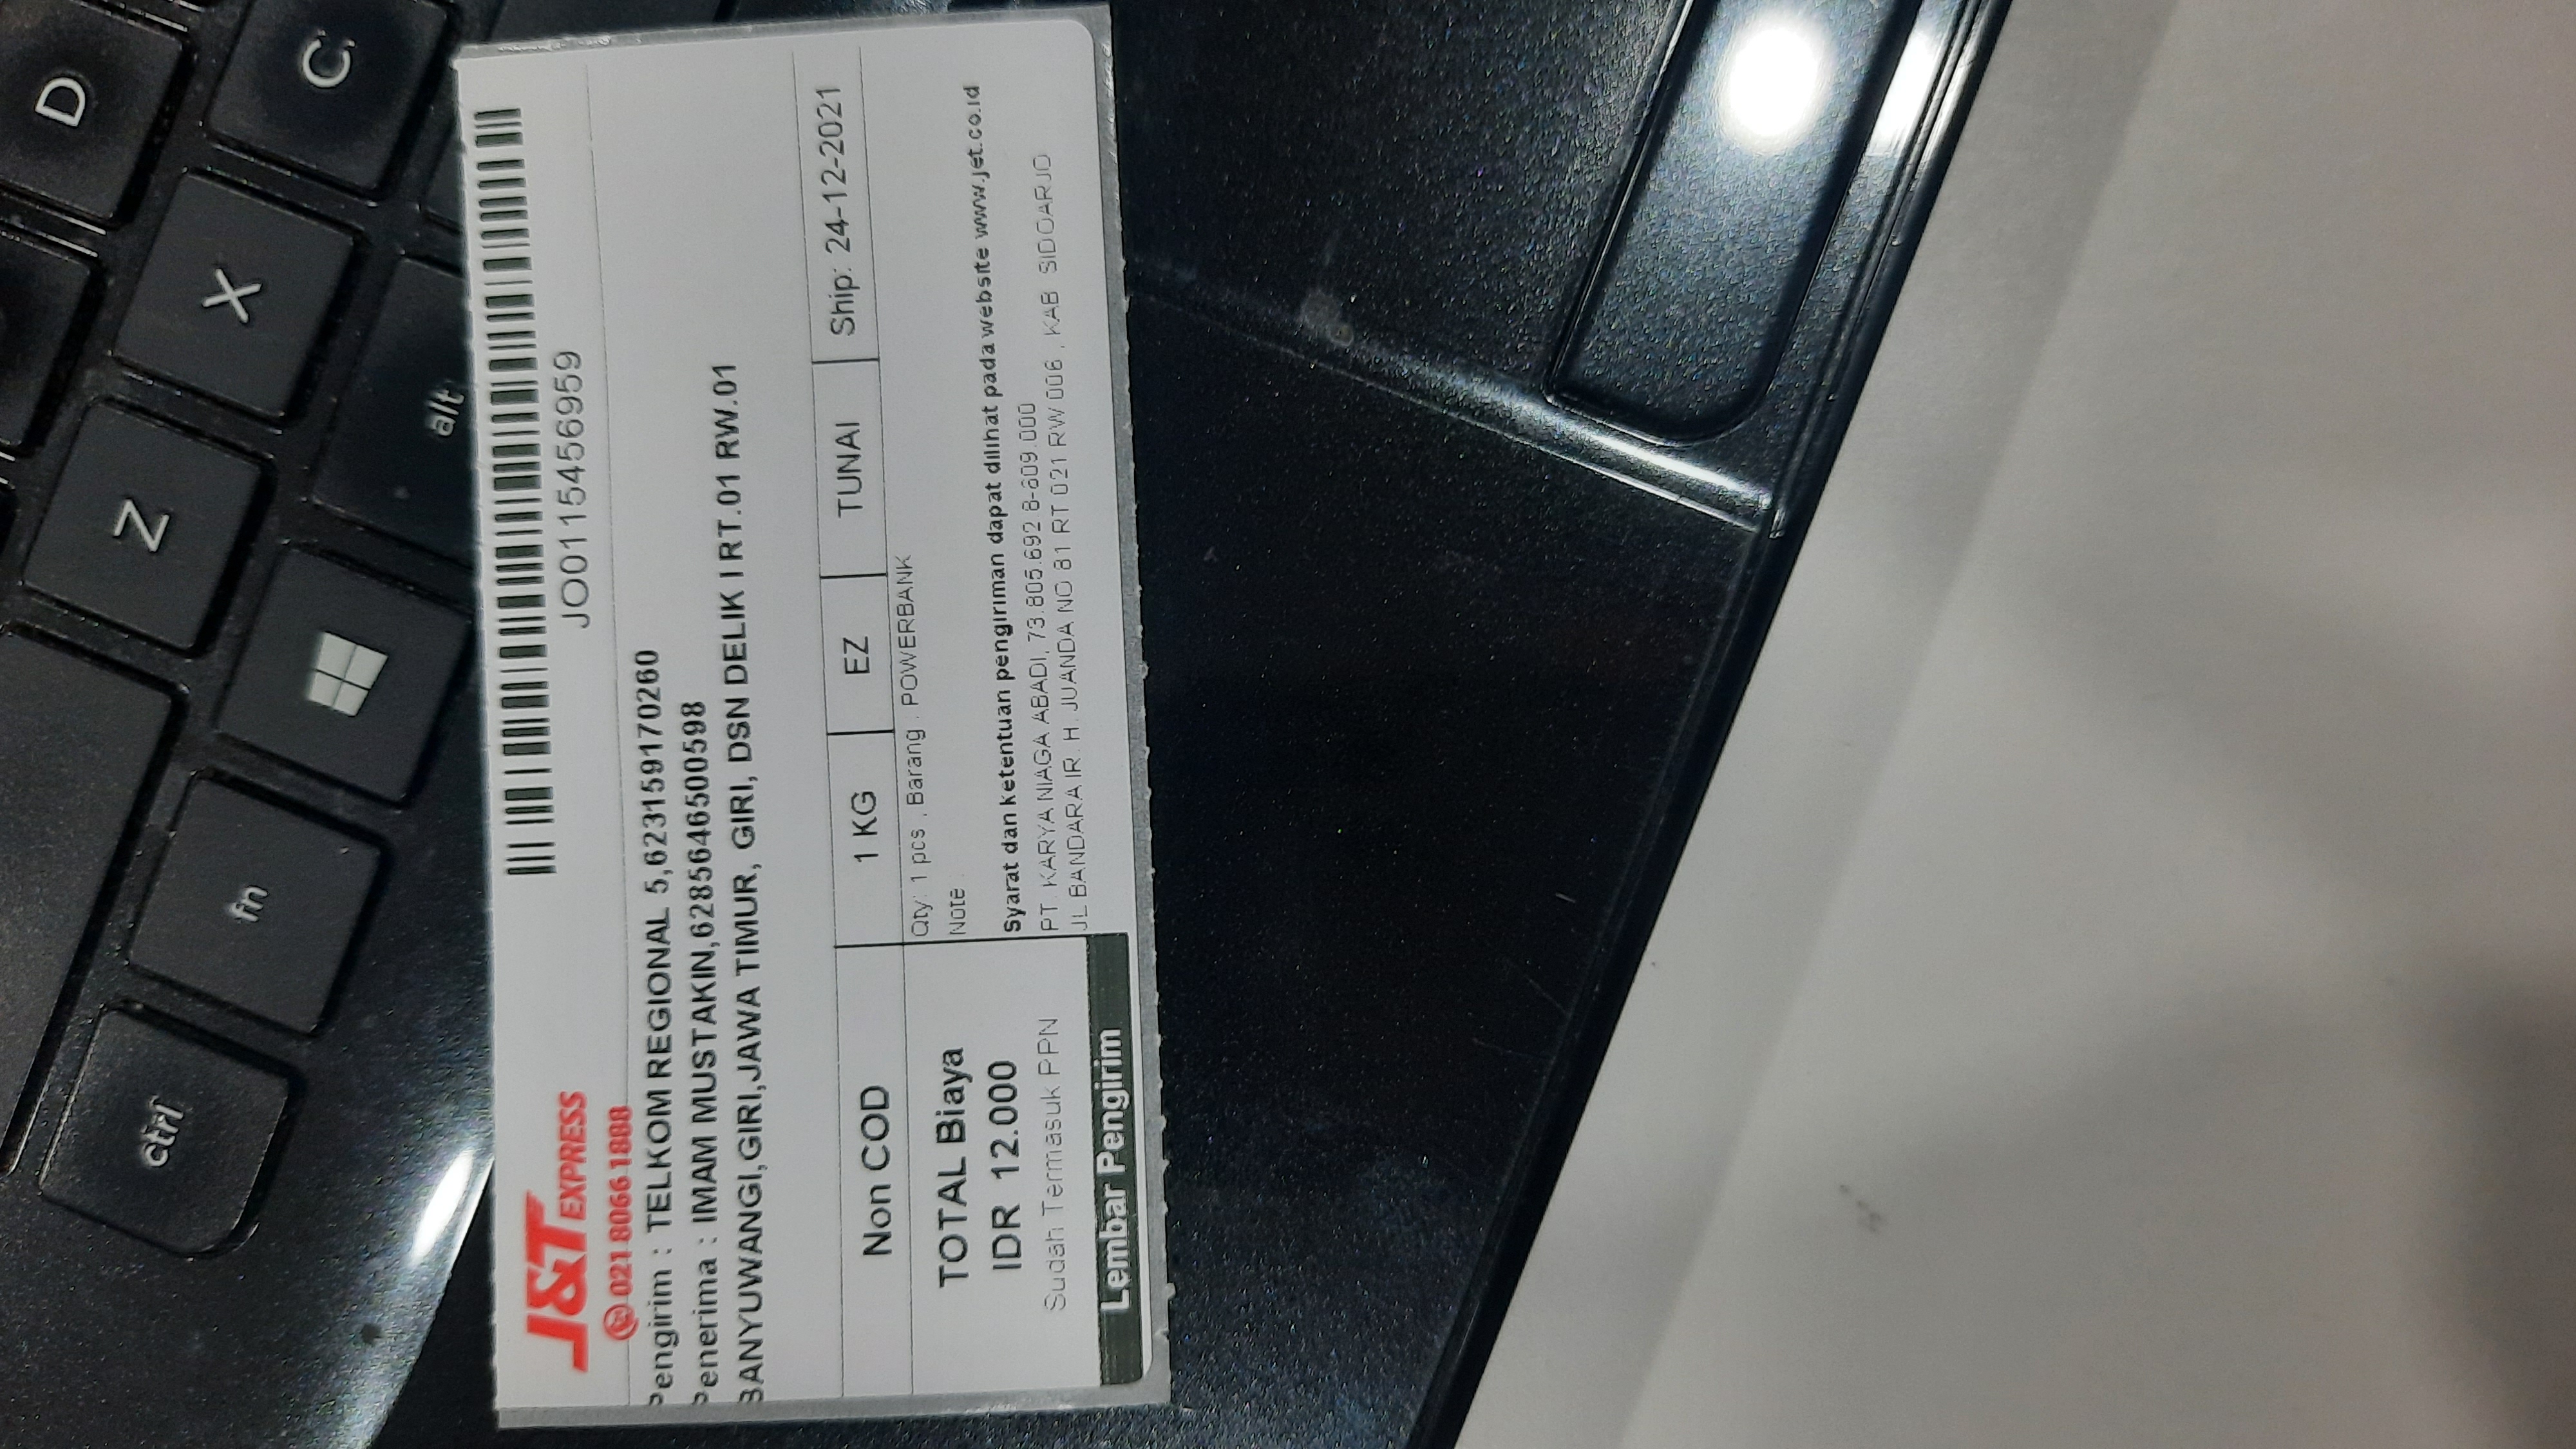 D
Z
ctrl
X
fn
C
alt
J&T EXPRESS
021 8066 1888
JO0115456959
Pengirim : TELKOM REGIONAL 5,623159170260
Penerima : IMAM MUSTAKIN,6285646500598
BANYUWANGI,GIRI,JAWA TIMUR, GIRI, DSN DELIK I RT.01 RW.01
Non COD
1 KG
EZ
TUNAI
Ship: 24-12-2021
TOTAL Biaya
IDR 12.000
Sudah Termasuk PPN
Lembar Pengirim
Qty: 1 pcs , Barang : POWERBANK
Note :
Syarat dan ketentuan pengiriman dapat dilihat pada website www.jet.co.id
PT. KARYA NIAGA ABADI, 73.805.692.8-609.000
JL BANDARA IR. H. JUANDA NO 81 RT 021 RW 006 , KAB. SIDOARJO